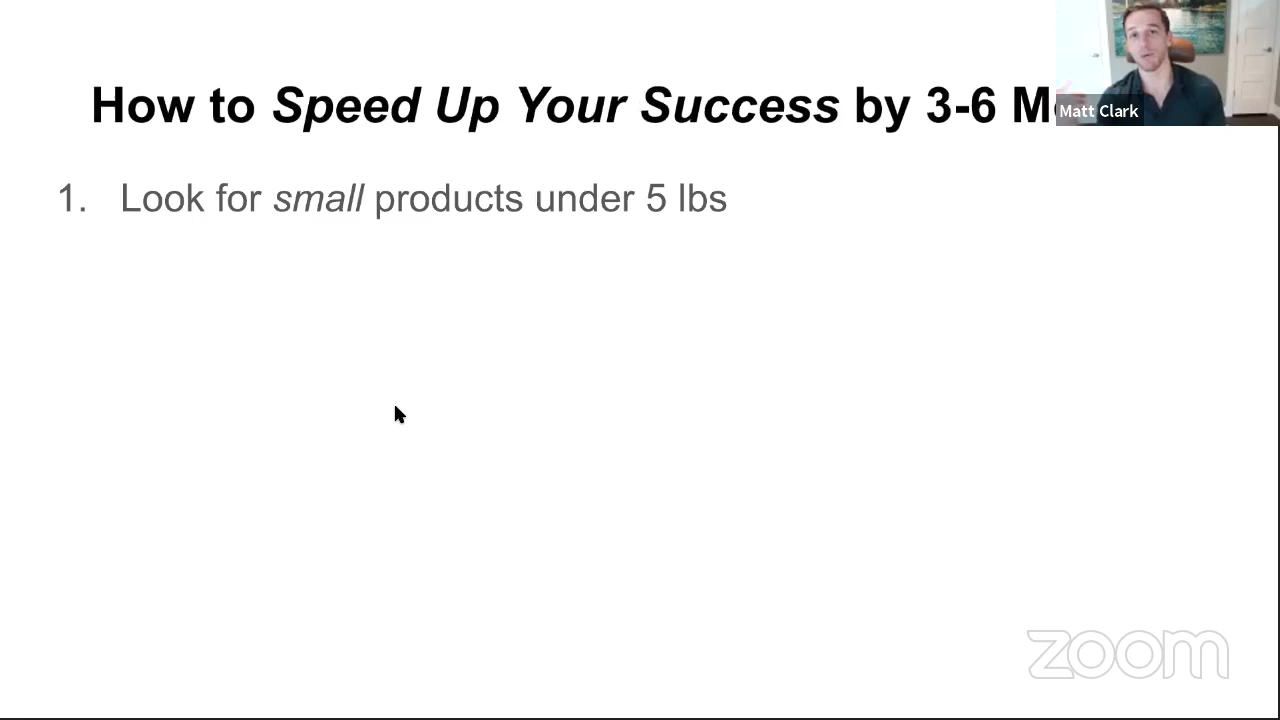 How to Speed Up Your Success by 3-6
Matt Clark
1. Look for small products under 5 lbs
zoom